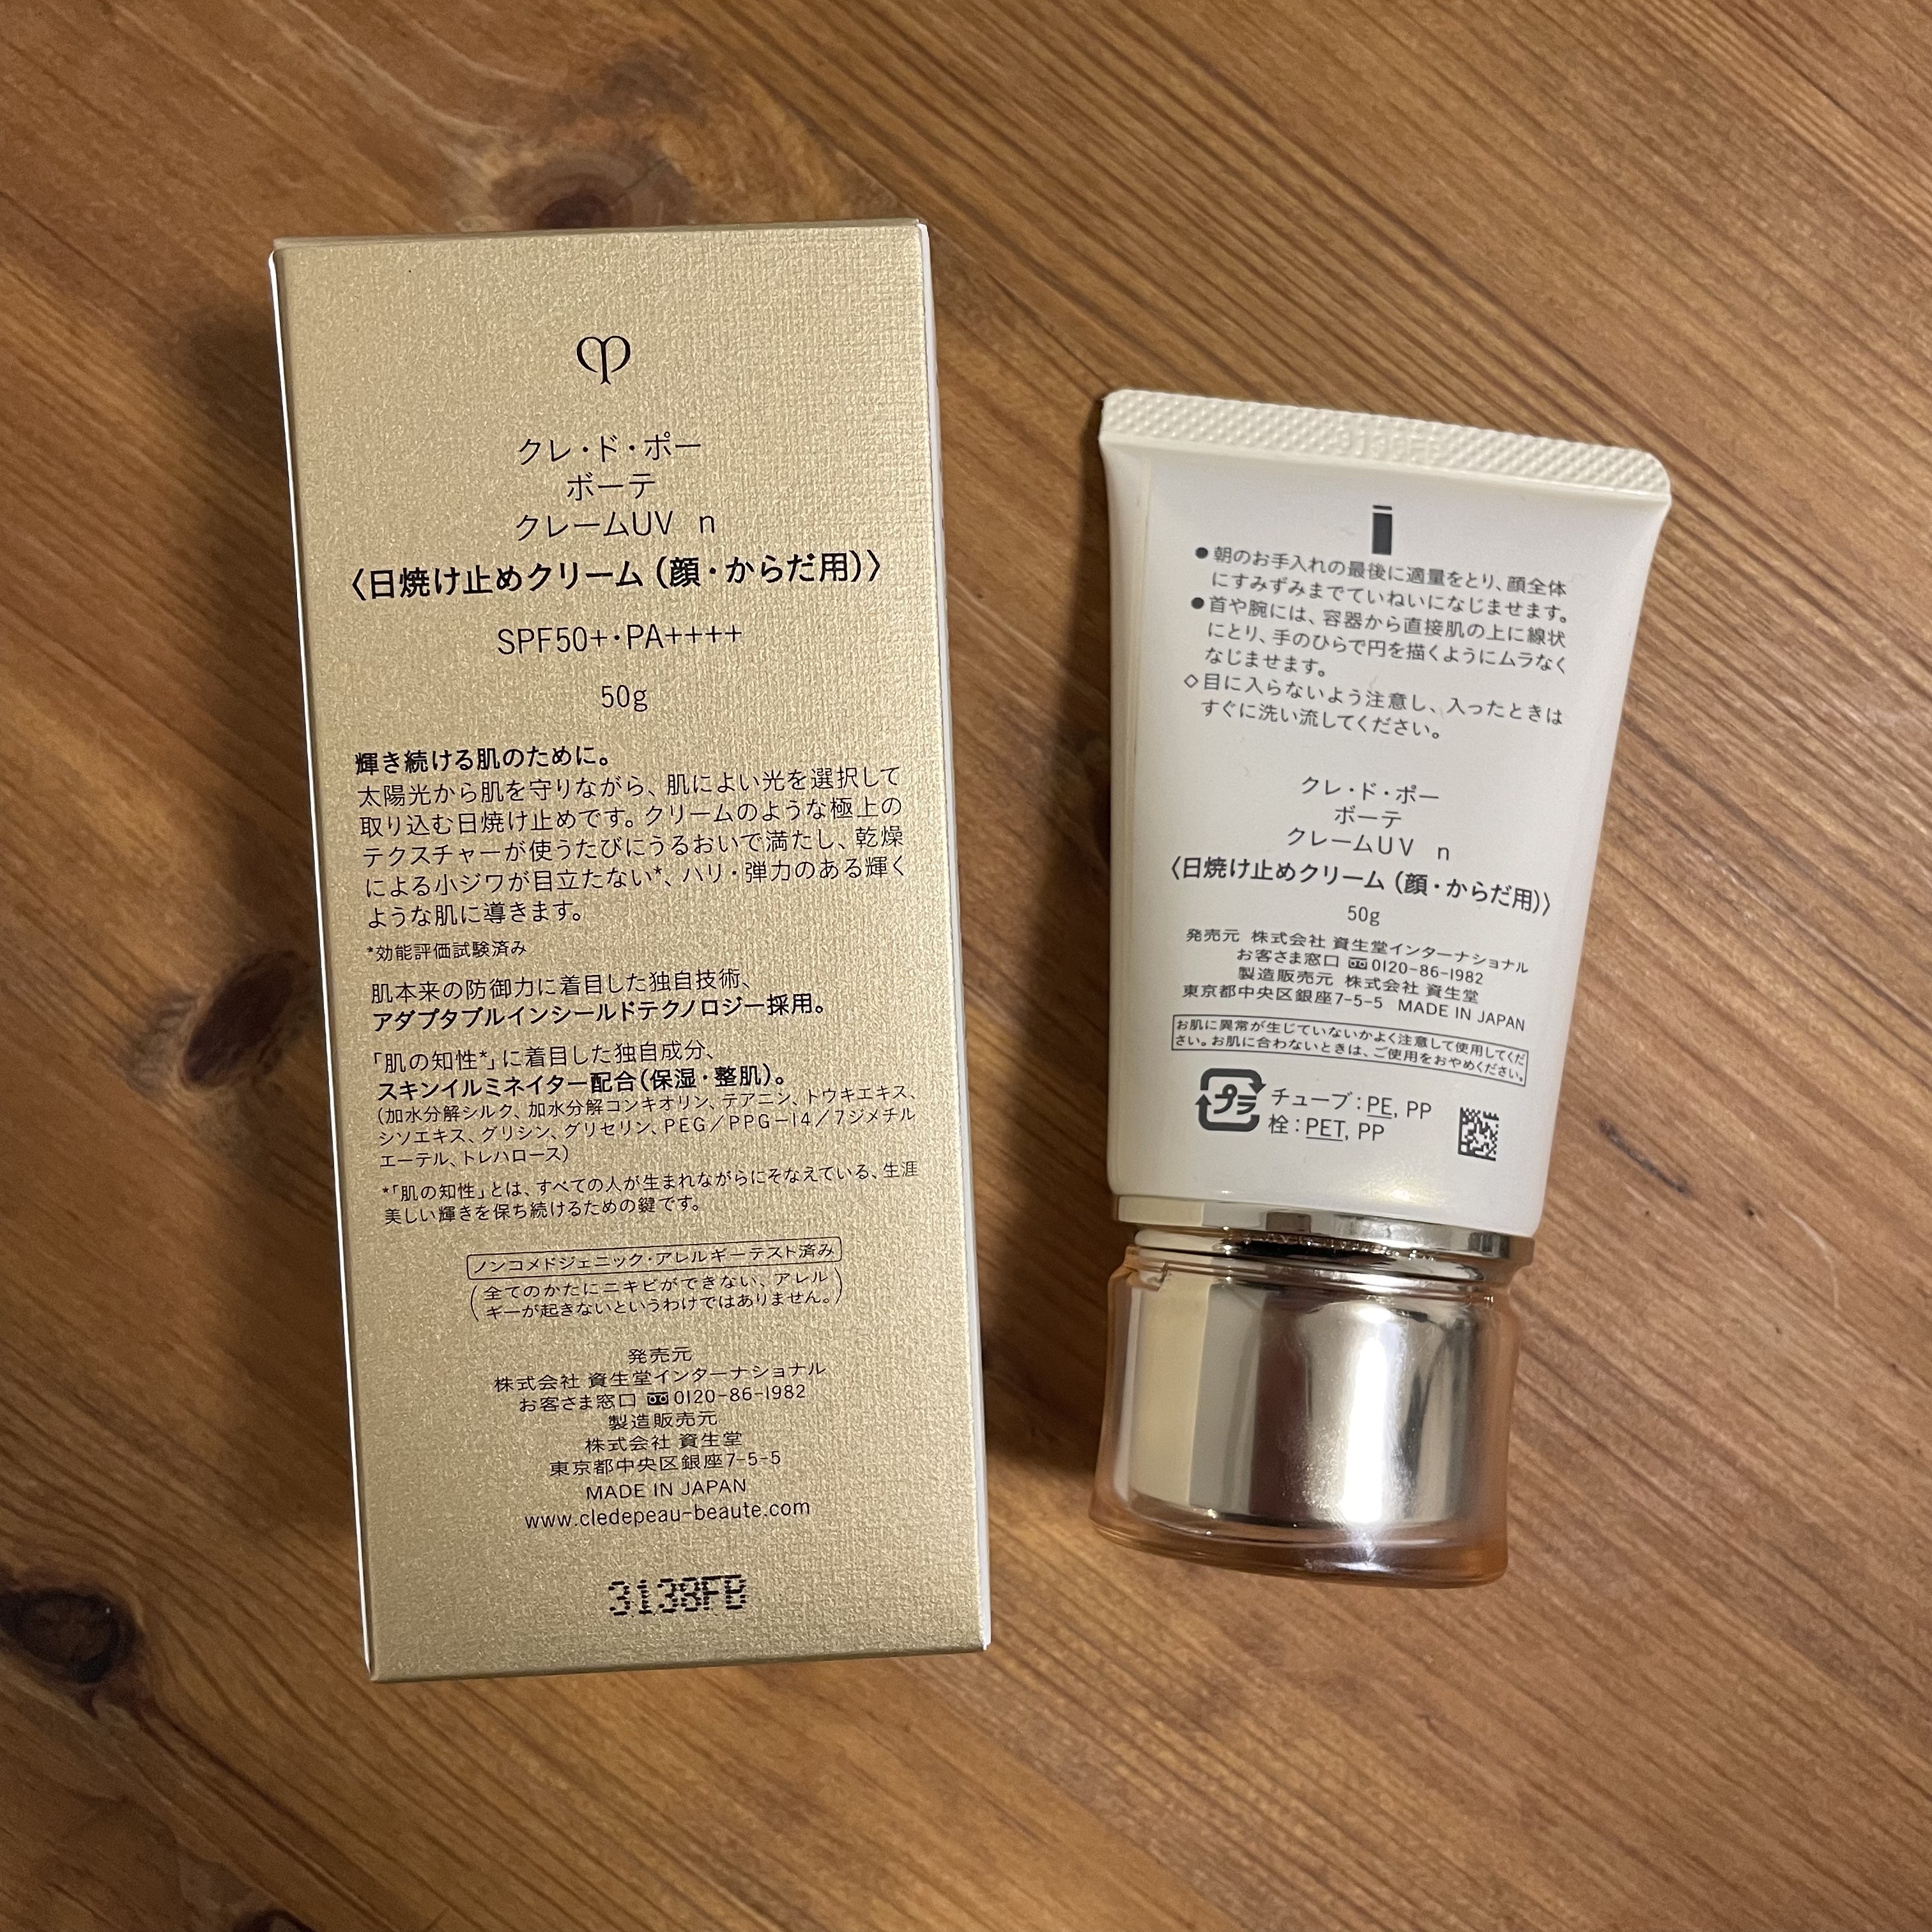 クレ・ド・ポー
ボーテ
クレームUV n
〈日焼け止めクリーム（顔・からだ用）〉
SPF50+・PA++++
50g
輝き続ける肌のために。
太陽光から肌を守りながら、肌によい光を選択して
取り込む日焼け止めです。クリームのような極上の
テクスチャーが使うたびにうるおいで満たし、乾燥
による小ジワが目立たない*、ハリ・弾力のある輝く
ような肌に導きます。
*効能評価試験済み
肌本来の防御力に着目した独自技術、
アダプタブルインシールドテクノロジー採用。
「肌の知性*」に着目した独自成分、
スキンイルミネイター配合（保湿・整肌）。
（加水分解シルク、加水分解コンキオリン、テアニン、トウキエキス、
シソエキス、グリシン、グリセリン、PEG／PPG－14／7ジメチル
エーテル、トレハロース）
*「肌の知性」とは、すべての人が生まれながらにそなえている、生涯
美しい輝きを保ち続けるための鍵です。
ノンコメドジェニック・アレルギーテスト済み
（全てのかたにニキビができない、アレル
ギーが起きないというわけではありません。）
発売元
株式会社 資生堂インターナショナル
お客さま窓口 0120-86-1982
製造販売元
株式会社 資生堂
東京都中央区銀座7-5-5
MADE IN JAPAN
www.cledepeau-beaute.com
3138FB
●朝のお手入れの最後に適量をとり、顔全体
にすみずみまでていねいになじませます。
●首や腕には、容器から直接肌の上に線状
にとり、手のひらで円を描くようにムラなく
なじませます。
◇目に入らないよう注意し、入ったときは
すぐに洗い流してください。
クレ・ド・ポー
ボーテ
クレームUV n
〈日焼け止めクリーム（顔・からだ用）〉
50g
発売元 株式会社 資生堂インターナショナル
お客さま窓口 0120-86-1982
製造販売元 株式会社 資生堂
東京都中央区銀座7-5-5 MADE IN JAPAN
お肌に異常が生じていないかよく注意して使用してくだ
さい。お肌に合わないときは、ご使用をおやめください。
プラ チューブ：PE, PP
栓：PET, PP